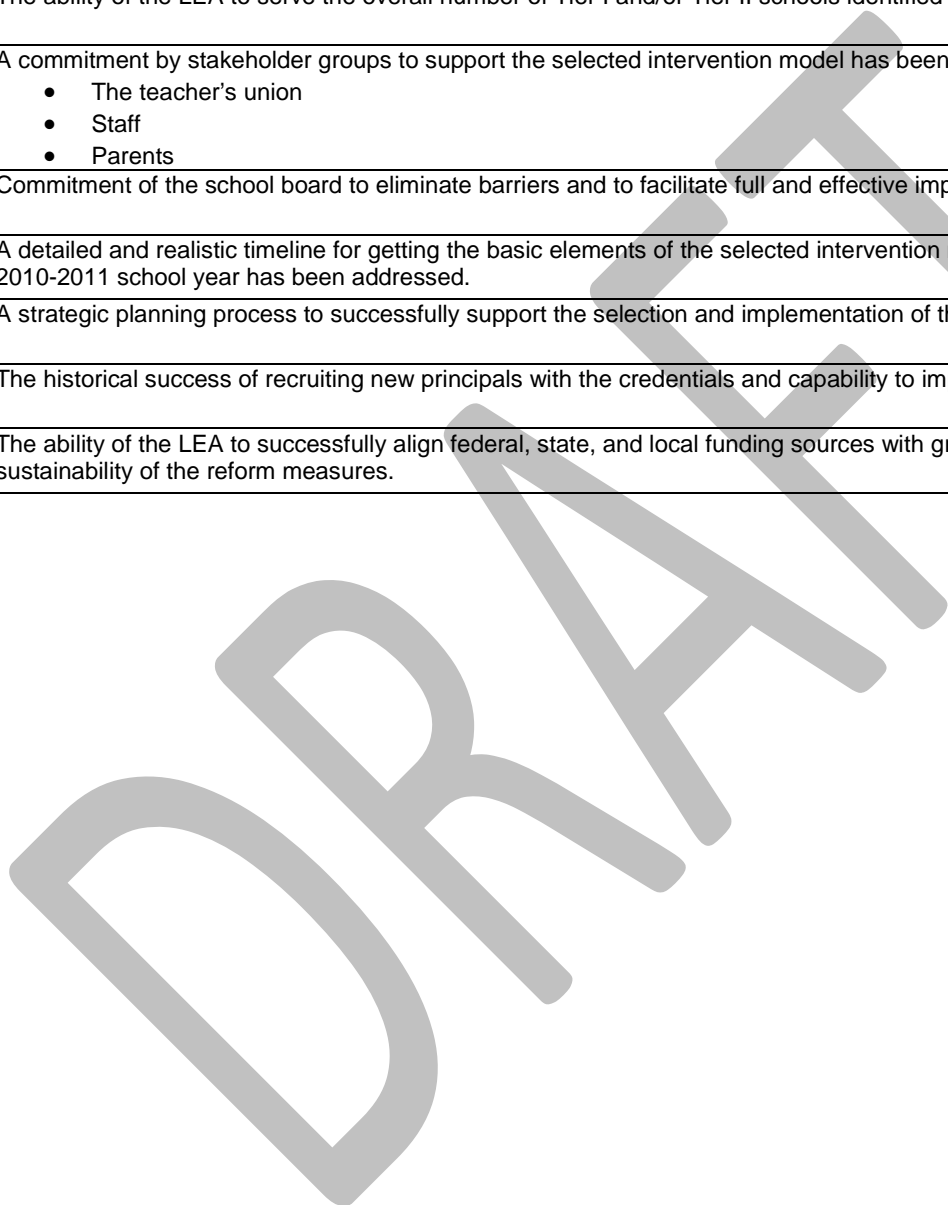 The ability of the LEA to serve the overall number of Tier I and/or Tier II schools identified
A commitment by stakeholder groups to support the selected intervention model has been
• The teacher's union
• Staff
• Parents
Commitment of the school board to eliminate barriers and to facilitate full and effective imp
A detailed and realistic timeline for getting the basic elements of the selected intervention
2010-2011 school year has been addressed.
A strategic planning process to successfully support the selection and implementation of th
The historical success of recruiting new principals with the credentials and capability to im
The ability of the LEA to successfully align federal, state, and local funding sources with gr
sustainability of the reform measures.
DRAFT